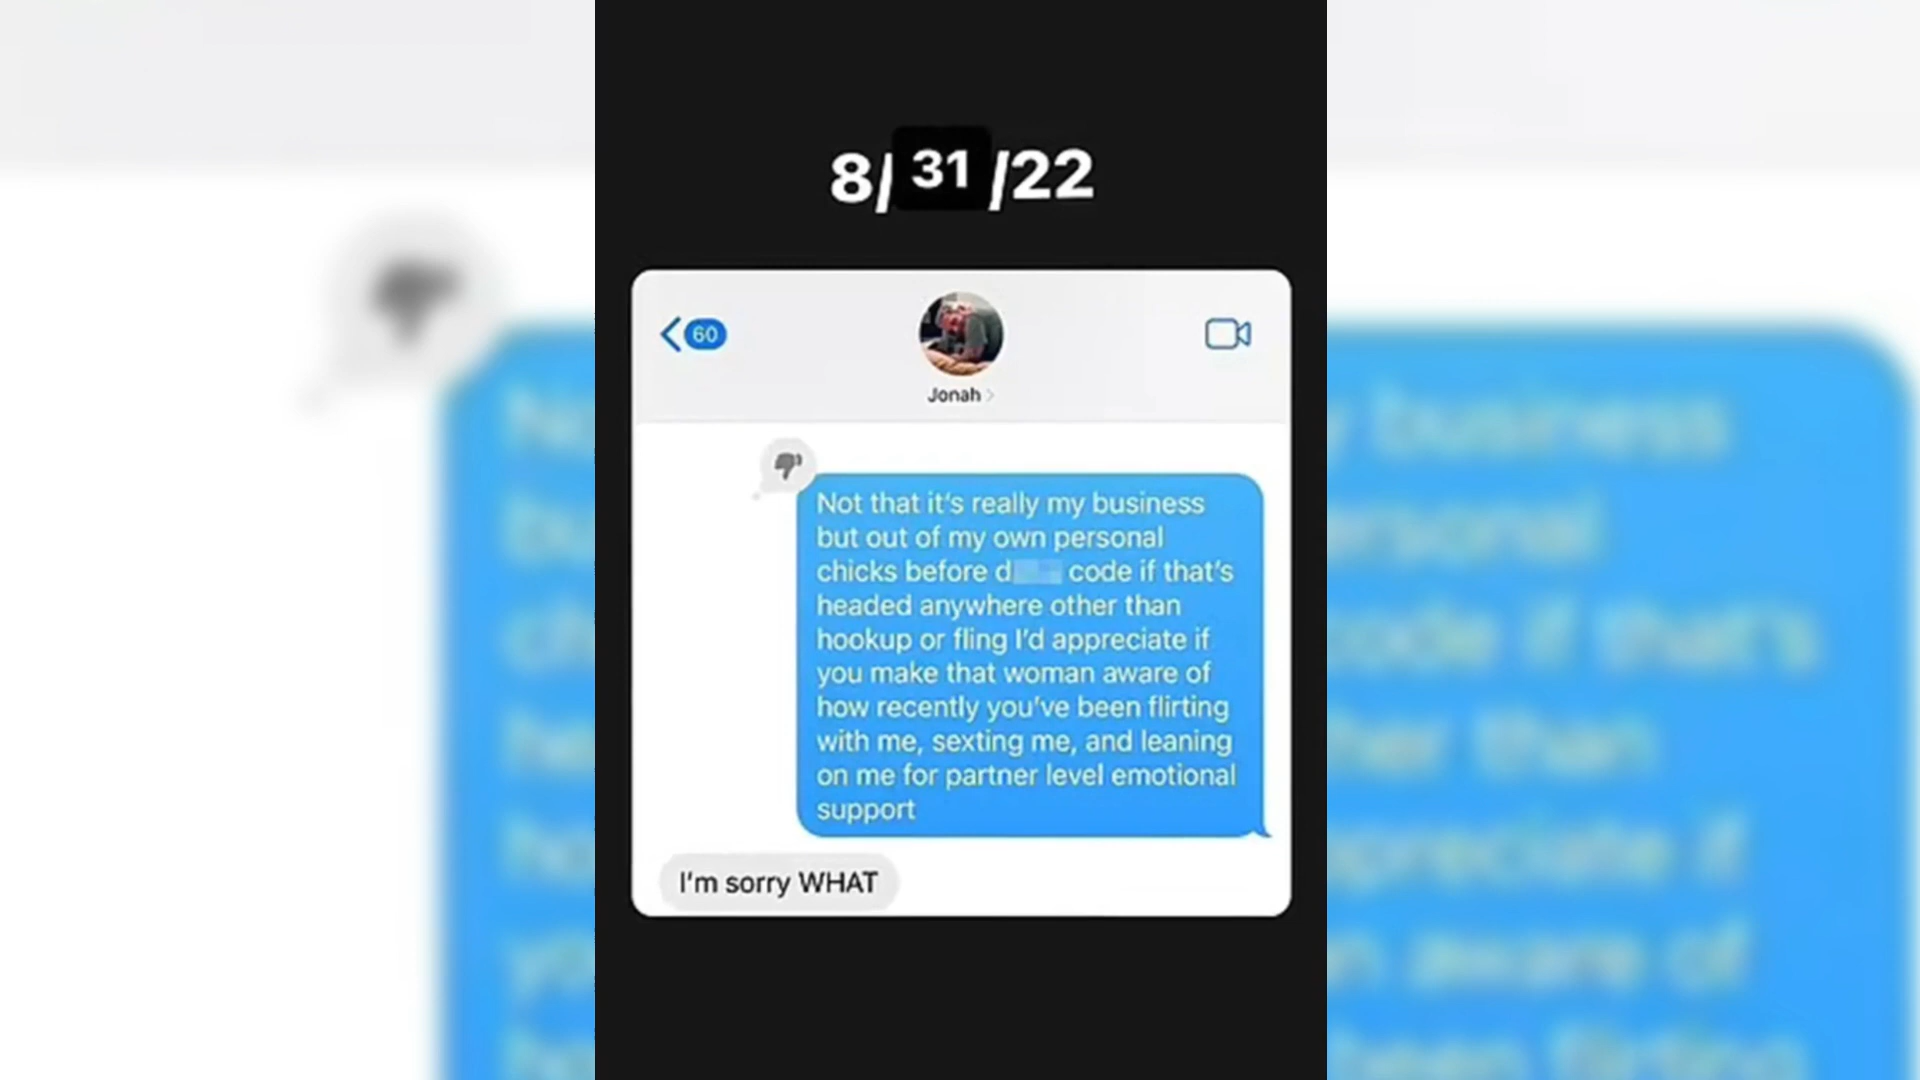 8/31/22
60
Jonah
Not that it's really my business
but out of my own personal
chicks before d code if that's
headed anywhere other than
hookup or fling I'd appreciate if
you make that woman aware of
how recently you've been flirting
with me, sexting me, and leaning
on me for partner level emotional
support
I'm sorry WHAT